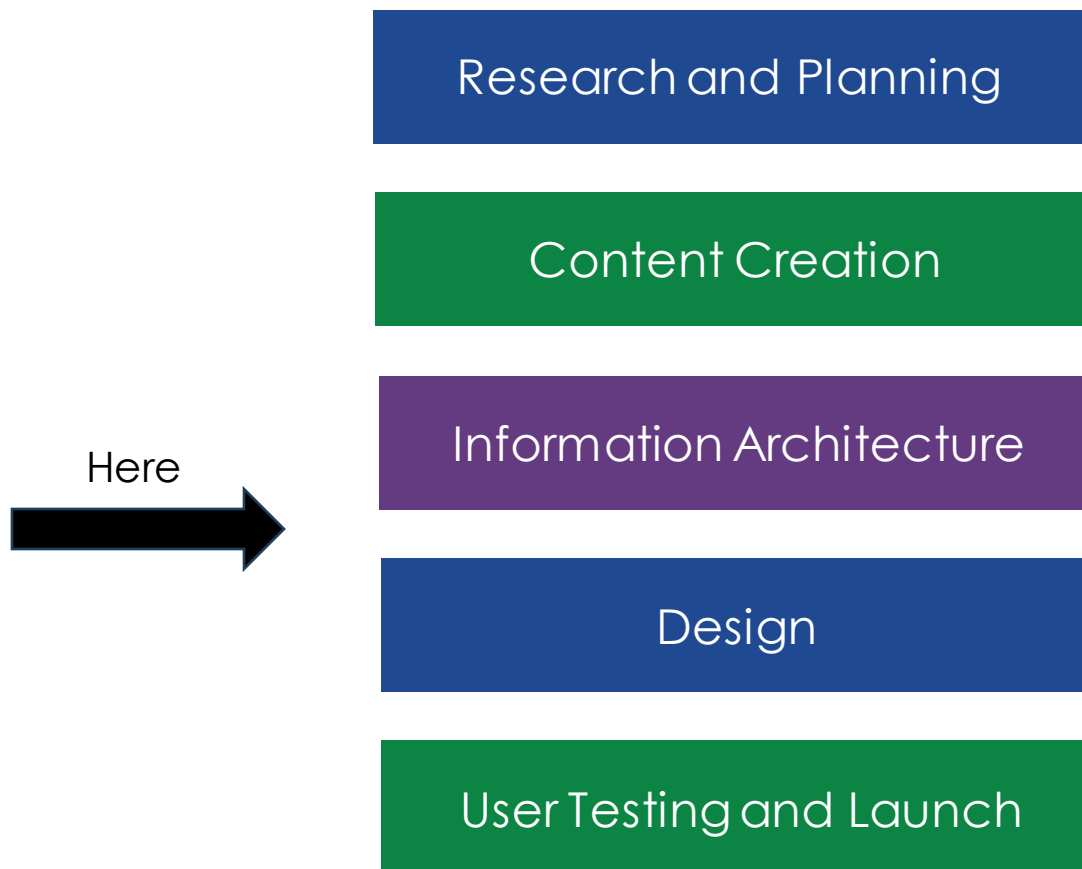 Research and Planning
Content Creation
Information Architecture
Here
Design
User Testing and Launch